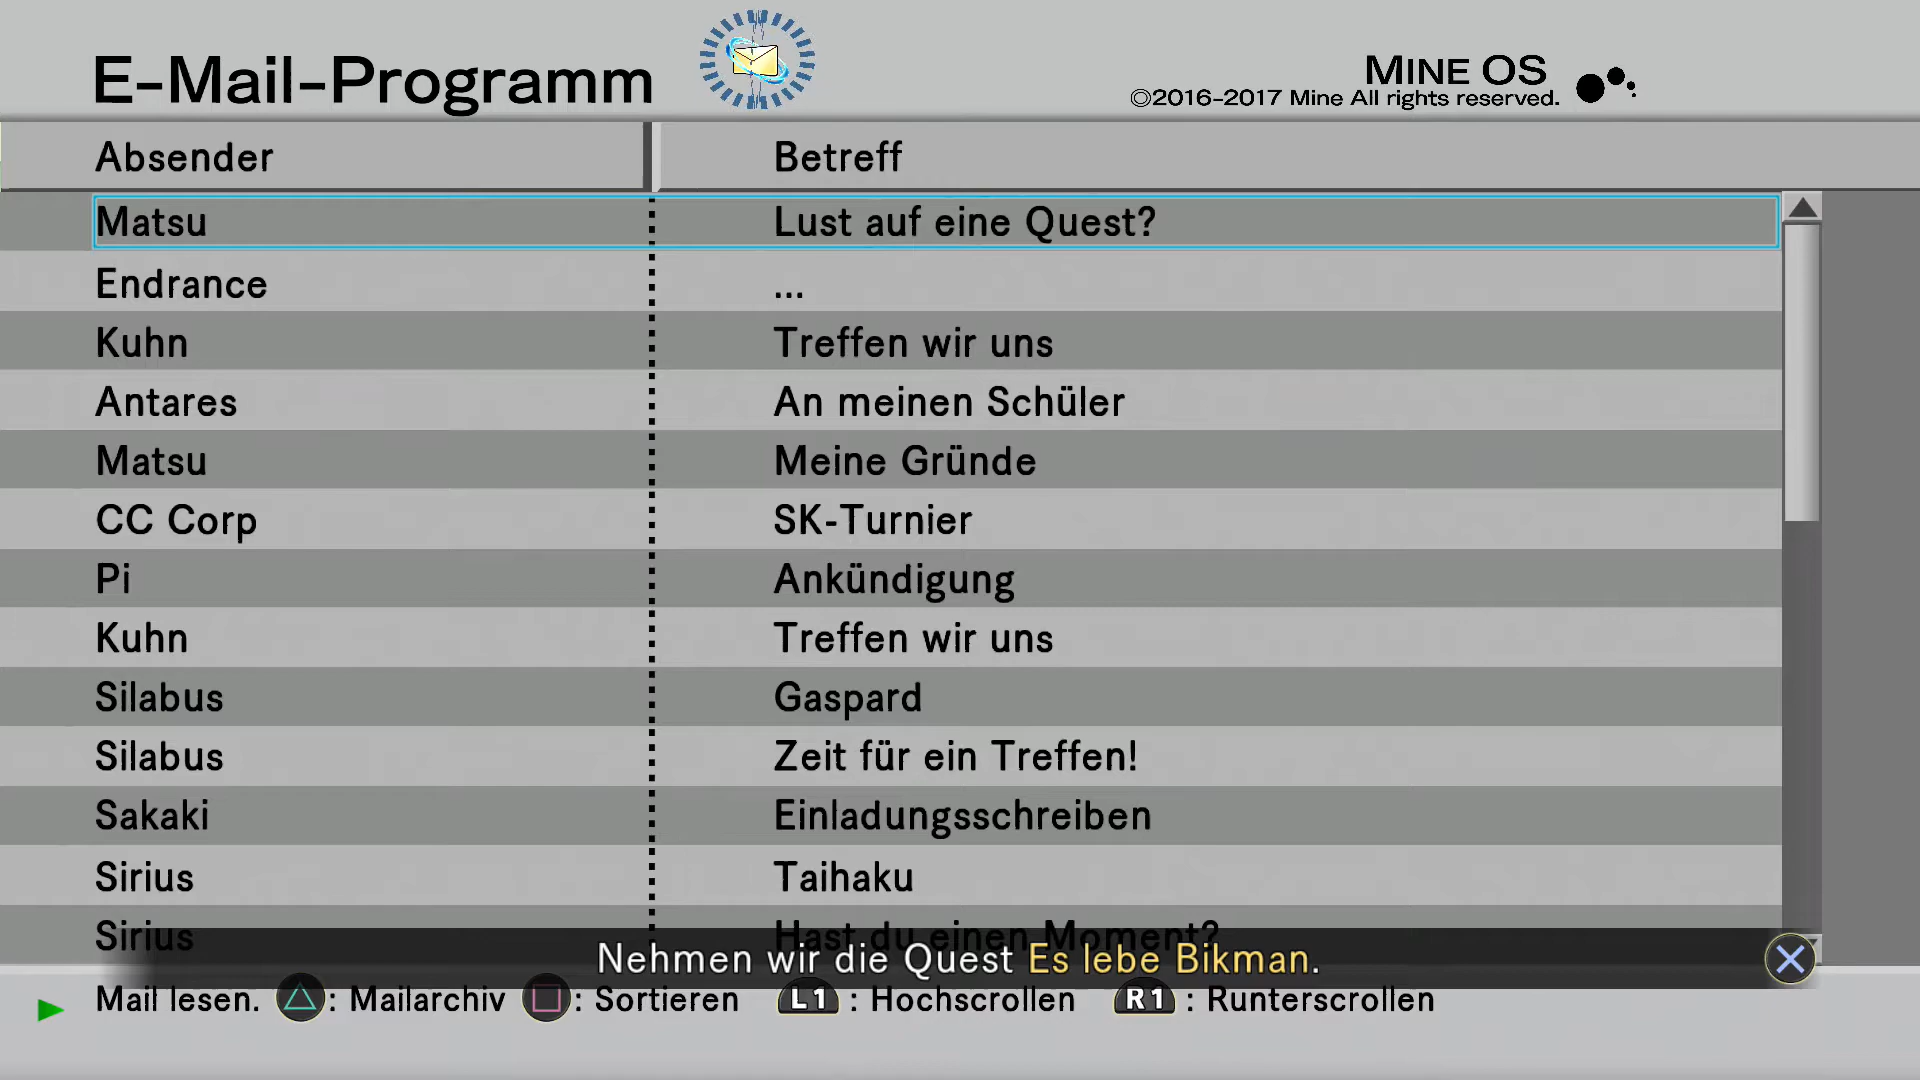 E-Mail-Programm
MINE OS
©2016-2017 Mine All rights reserved.
Absender Betreff
Matsu Lust auf eine Quest?
Endrance ...
Kuhn Treffen wir uns
Antares An meinen Schüler
Matsu Meine Gründe
CC Corp SK-Turnier
Pi Ankündigung
Kuhn Treffen wir uns
Silabus Gaspard
Silabus Zeit für ein Treffen!
Sakaki Einladungsschreiben
Sirius Taihaku
Sirius Hast du einen Moment?
Nehmen wir die Quest Es lebe Bikman.
Mail lesen. : Mailarchiv : Sortieren L1 : Hochscrollen R1 : Runterscrollen